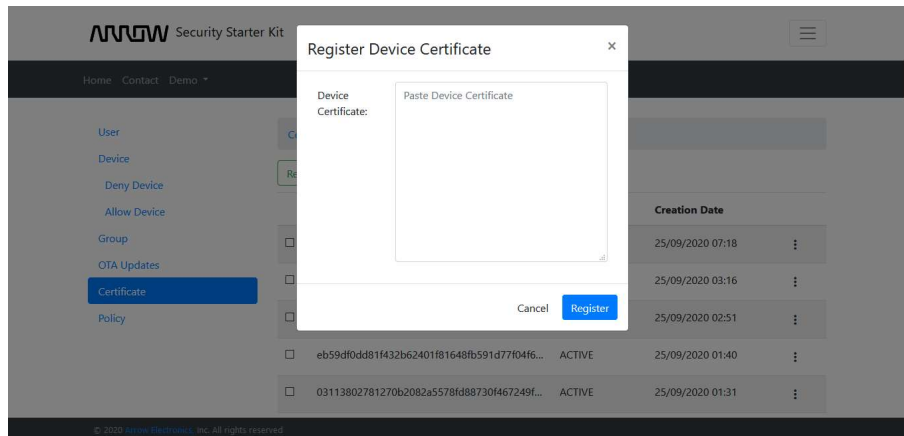 ARROW Security Starter Kit
Register Device Certificate ×
Home Contact Demo
Device Certificate:
Paste Device Certificate
User
Device
Deny Device
Allow Device
Group
OTA Updates
Certificate
Policy
Creation Date
25/09/2020 07:18
25/09/2020 03:16
25/09/2020 02:51
Cancel Register
eb59df0dd81f432b62401f81648fb591d77f04f6... ACTIVE 25/09/2020 01:40
03113802781270b2082a5578fd88730f467249f... ACTIVE 25/09/2020 01:31
© 2020 Arrow Electronics, Inc. All rights reserved